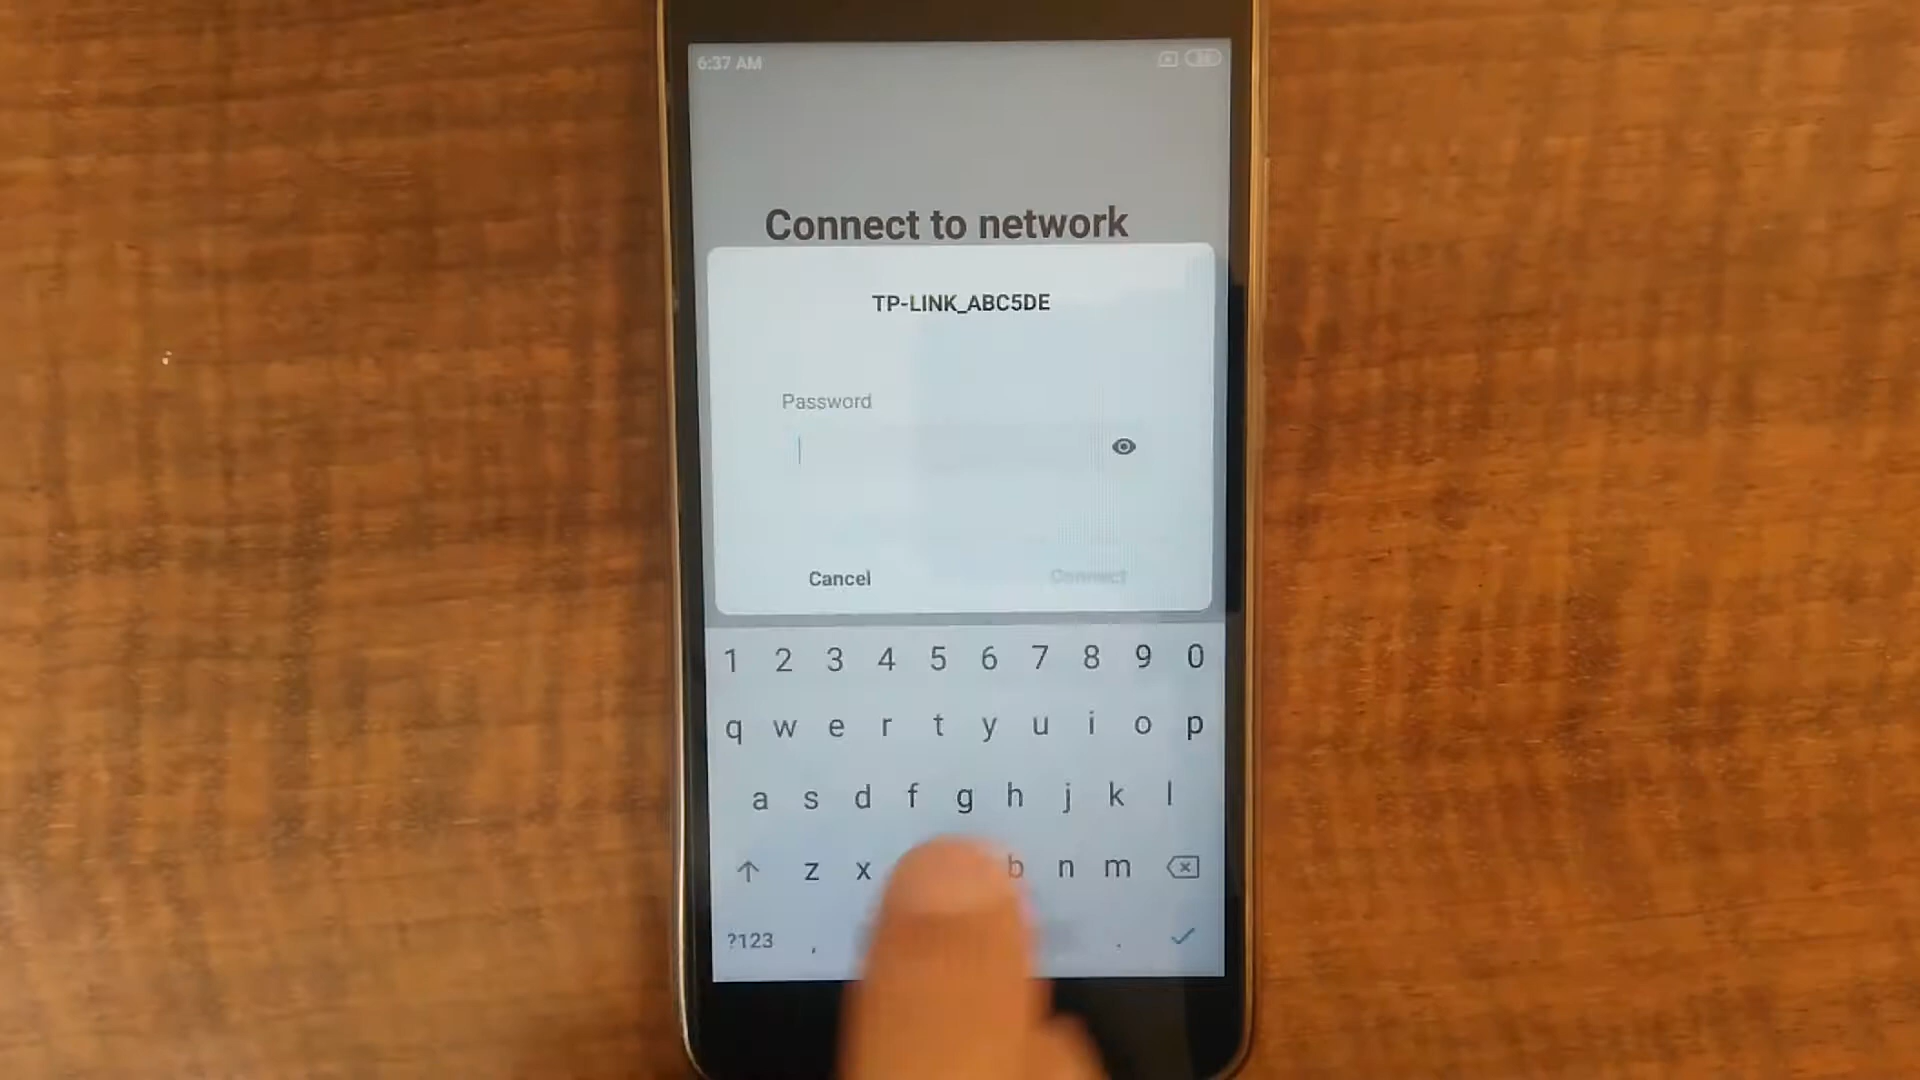 6:37 AM
Connect to network
TP-LINK_ABC5DE
Password
Cancel Connect
1 2 3 4 5 6 7 8 9 0
q w e r t y u i o p
a s d f g h j k l
z x b n m
?123 , .